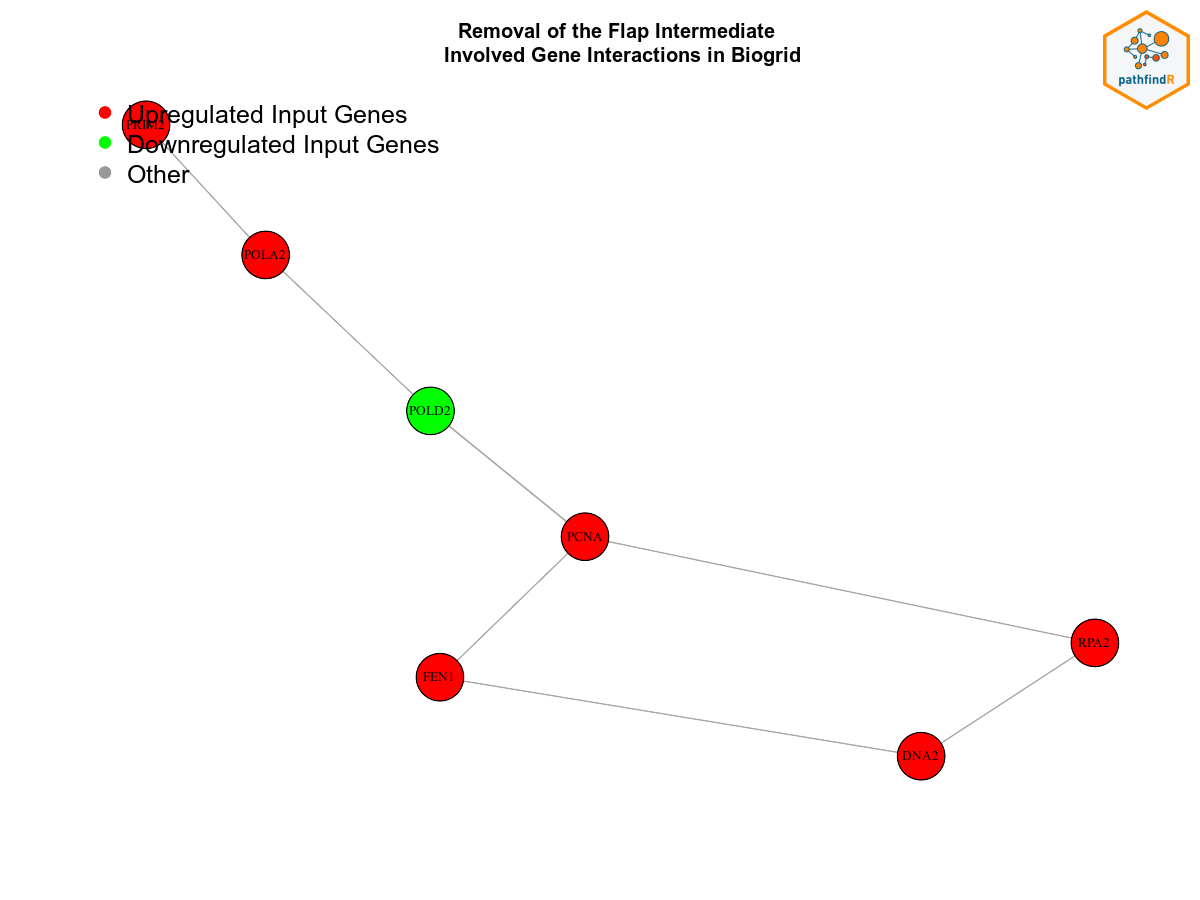 Removal of the Flap Intermediate
Involved Gene Interactions in Biogrid
pathfindR
Upregulated Input Genes
PRIM2
Downregulated Input Genes
Other
POLA2
POLD2
PCNA
RPA2
FEN1
DNA2